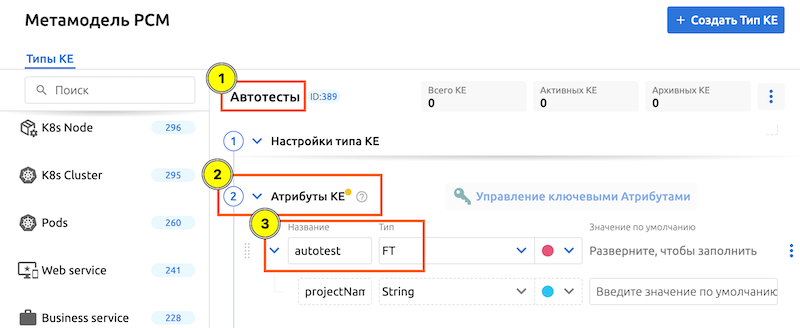 Метамодель РСМ
+ Создать Тип КЕ
Типы КЕ
Поиск
K8s Node 296
K8s Cluster 295
Pods 260
Web service 241
Business service 228
1
Автотесты ID:389
Всего КЕ
0
Активных КЕ
0
Архивных КЕ
0
1 Настройки типа КЕ
2
2 Атрибуты КЕ ?
Управление ключевыми Атрибутами
3
Название Тип Значение по умолчанию
autotest FT Разверните, чтобы заполнить
projectNam String Введите значение по умолчанию